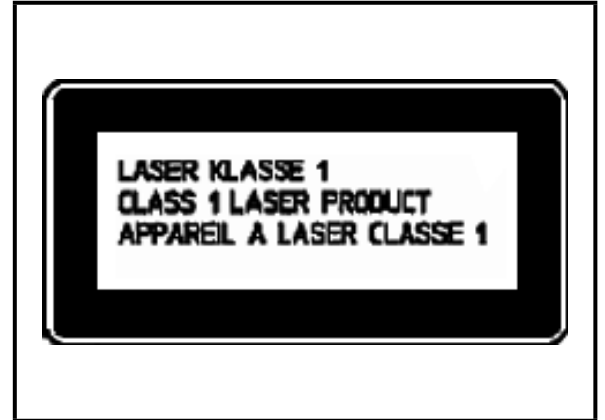 LASER KLASSE 1
CLASS 1 LASER PRODUCT
APPAREIL A LASER CLASSE 1